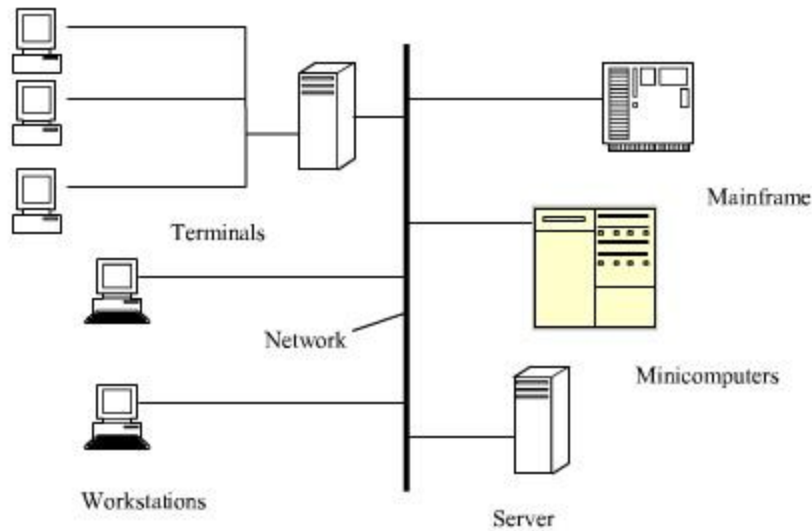 Mainframe
Terminals
Network
Minicomputers
Workstations
Server